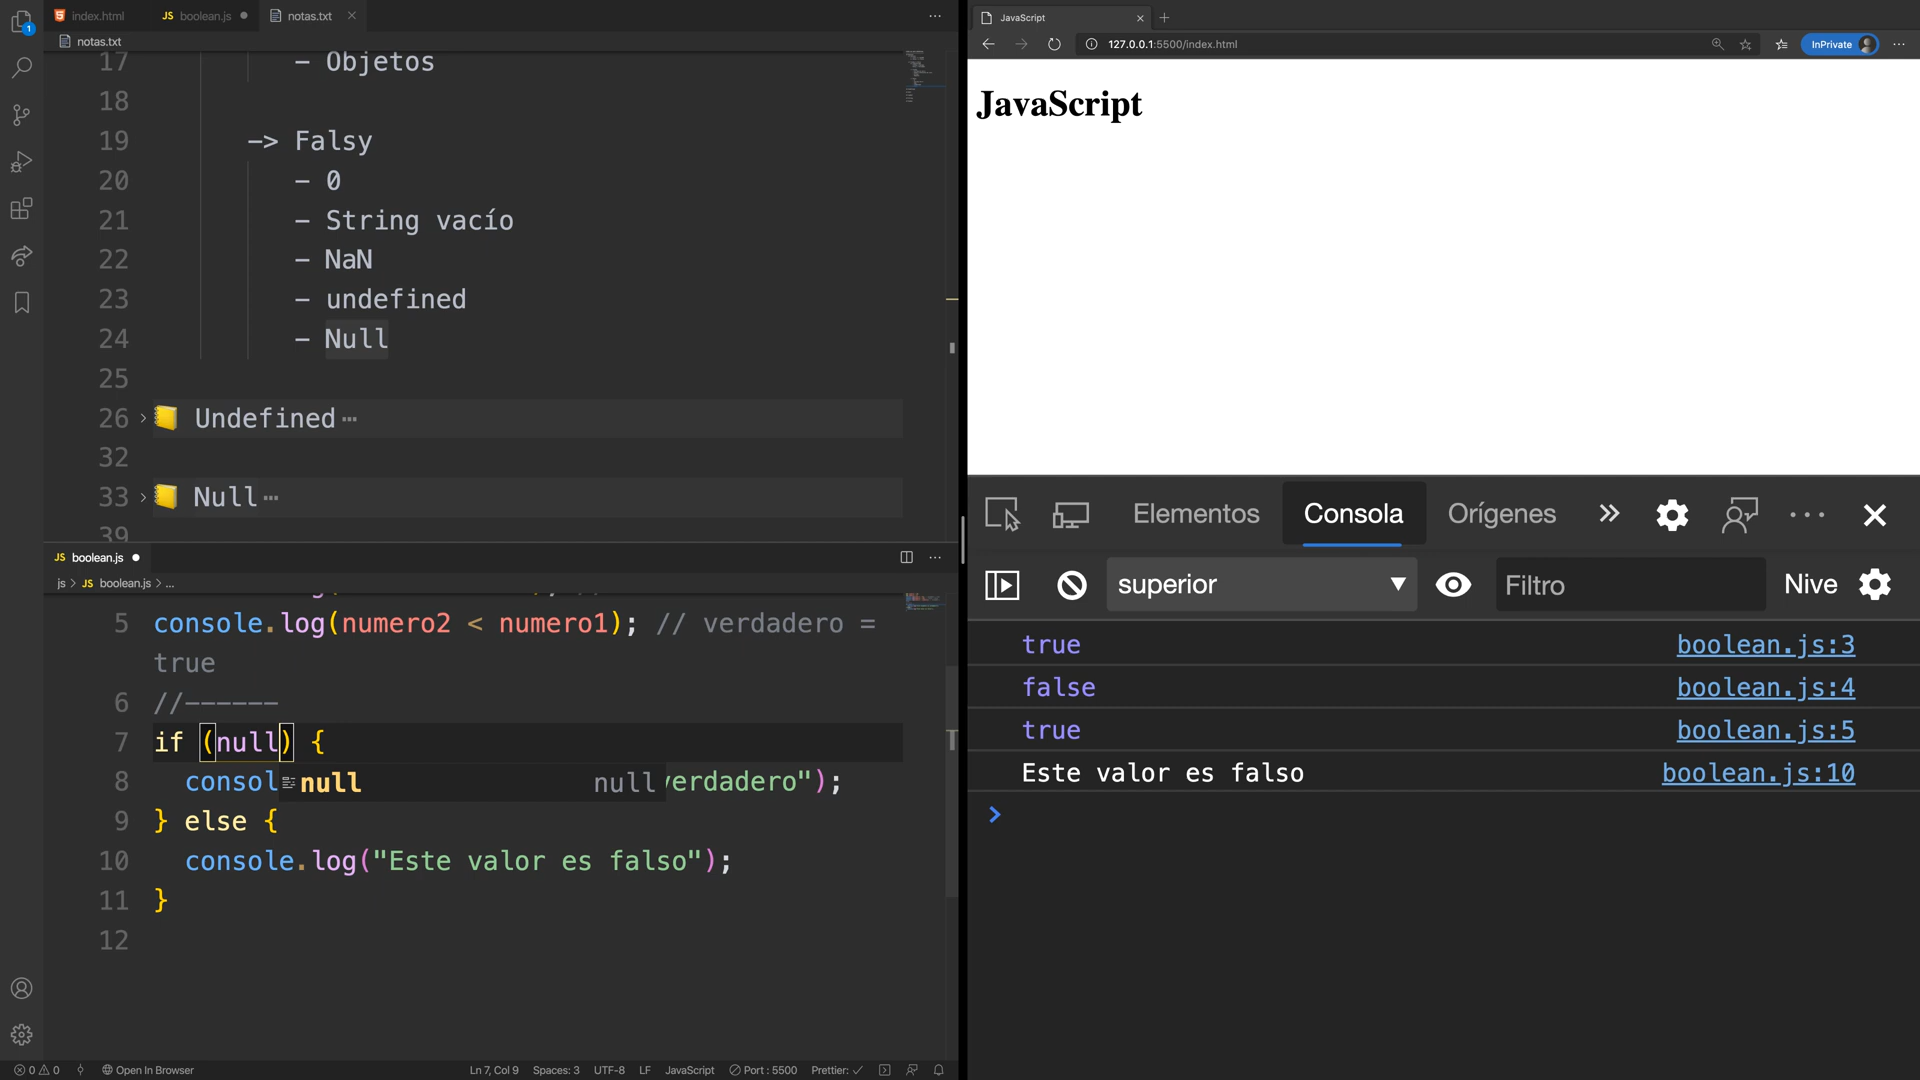 index.html
JS boolean.js
notas.txt
notas.txt
17 - Objetos
18
19 -> Falsy
20 - 0
21 - String vacío
22 - NaN
23 - undefined
24 - Null
25
26 Undefined ⋯
32
33 Null ⋯
39
JS boolean.js
js > JS boolean.js > ...
5 console.log(numero2 < numero1); // verdadero =
true
6 //------
7 if (null) {
8 consol null null verdadero");
9 } else {
10 console.log("Este valor es falso");
11 }
12
1
0 0 Open In Browser Ln 7, Col 9 Spaces: 3 UTF-8 LF JavaScript Port : 5500 Prettier: ✓
JavaScript
127.0.0.1:5500/index.html
InPrivate
JavaScript
Elementos Consola Orígenes
superior Filtro Nive
true boolean.js:3
false boolean.js:4
true boolean.js:5
Este valor es falso boolean.js:10